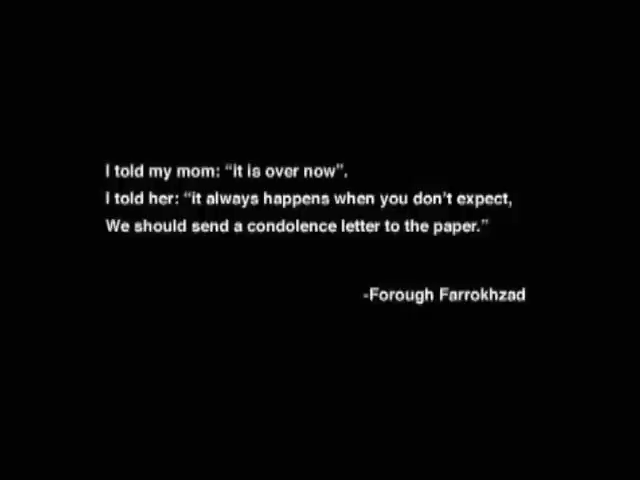 I told my mom: “it is over now”.
I told her: “it always happens when you don’t expect,
We should send a condolence letter to the paper.”
-Forough Farrokhzad